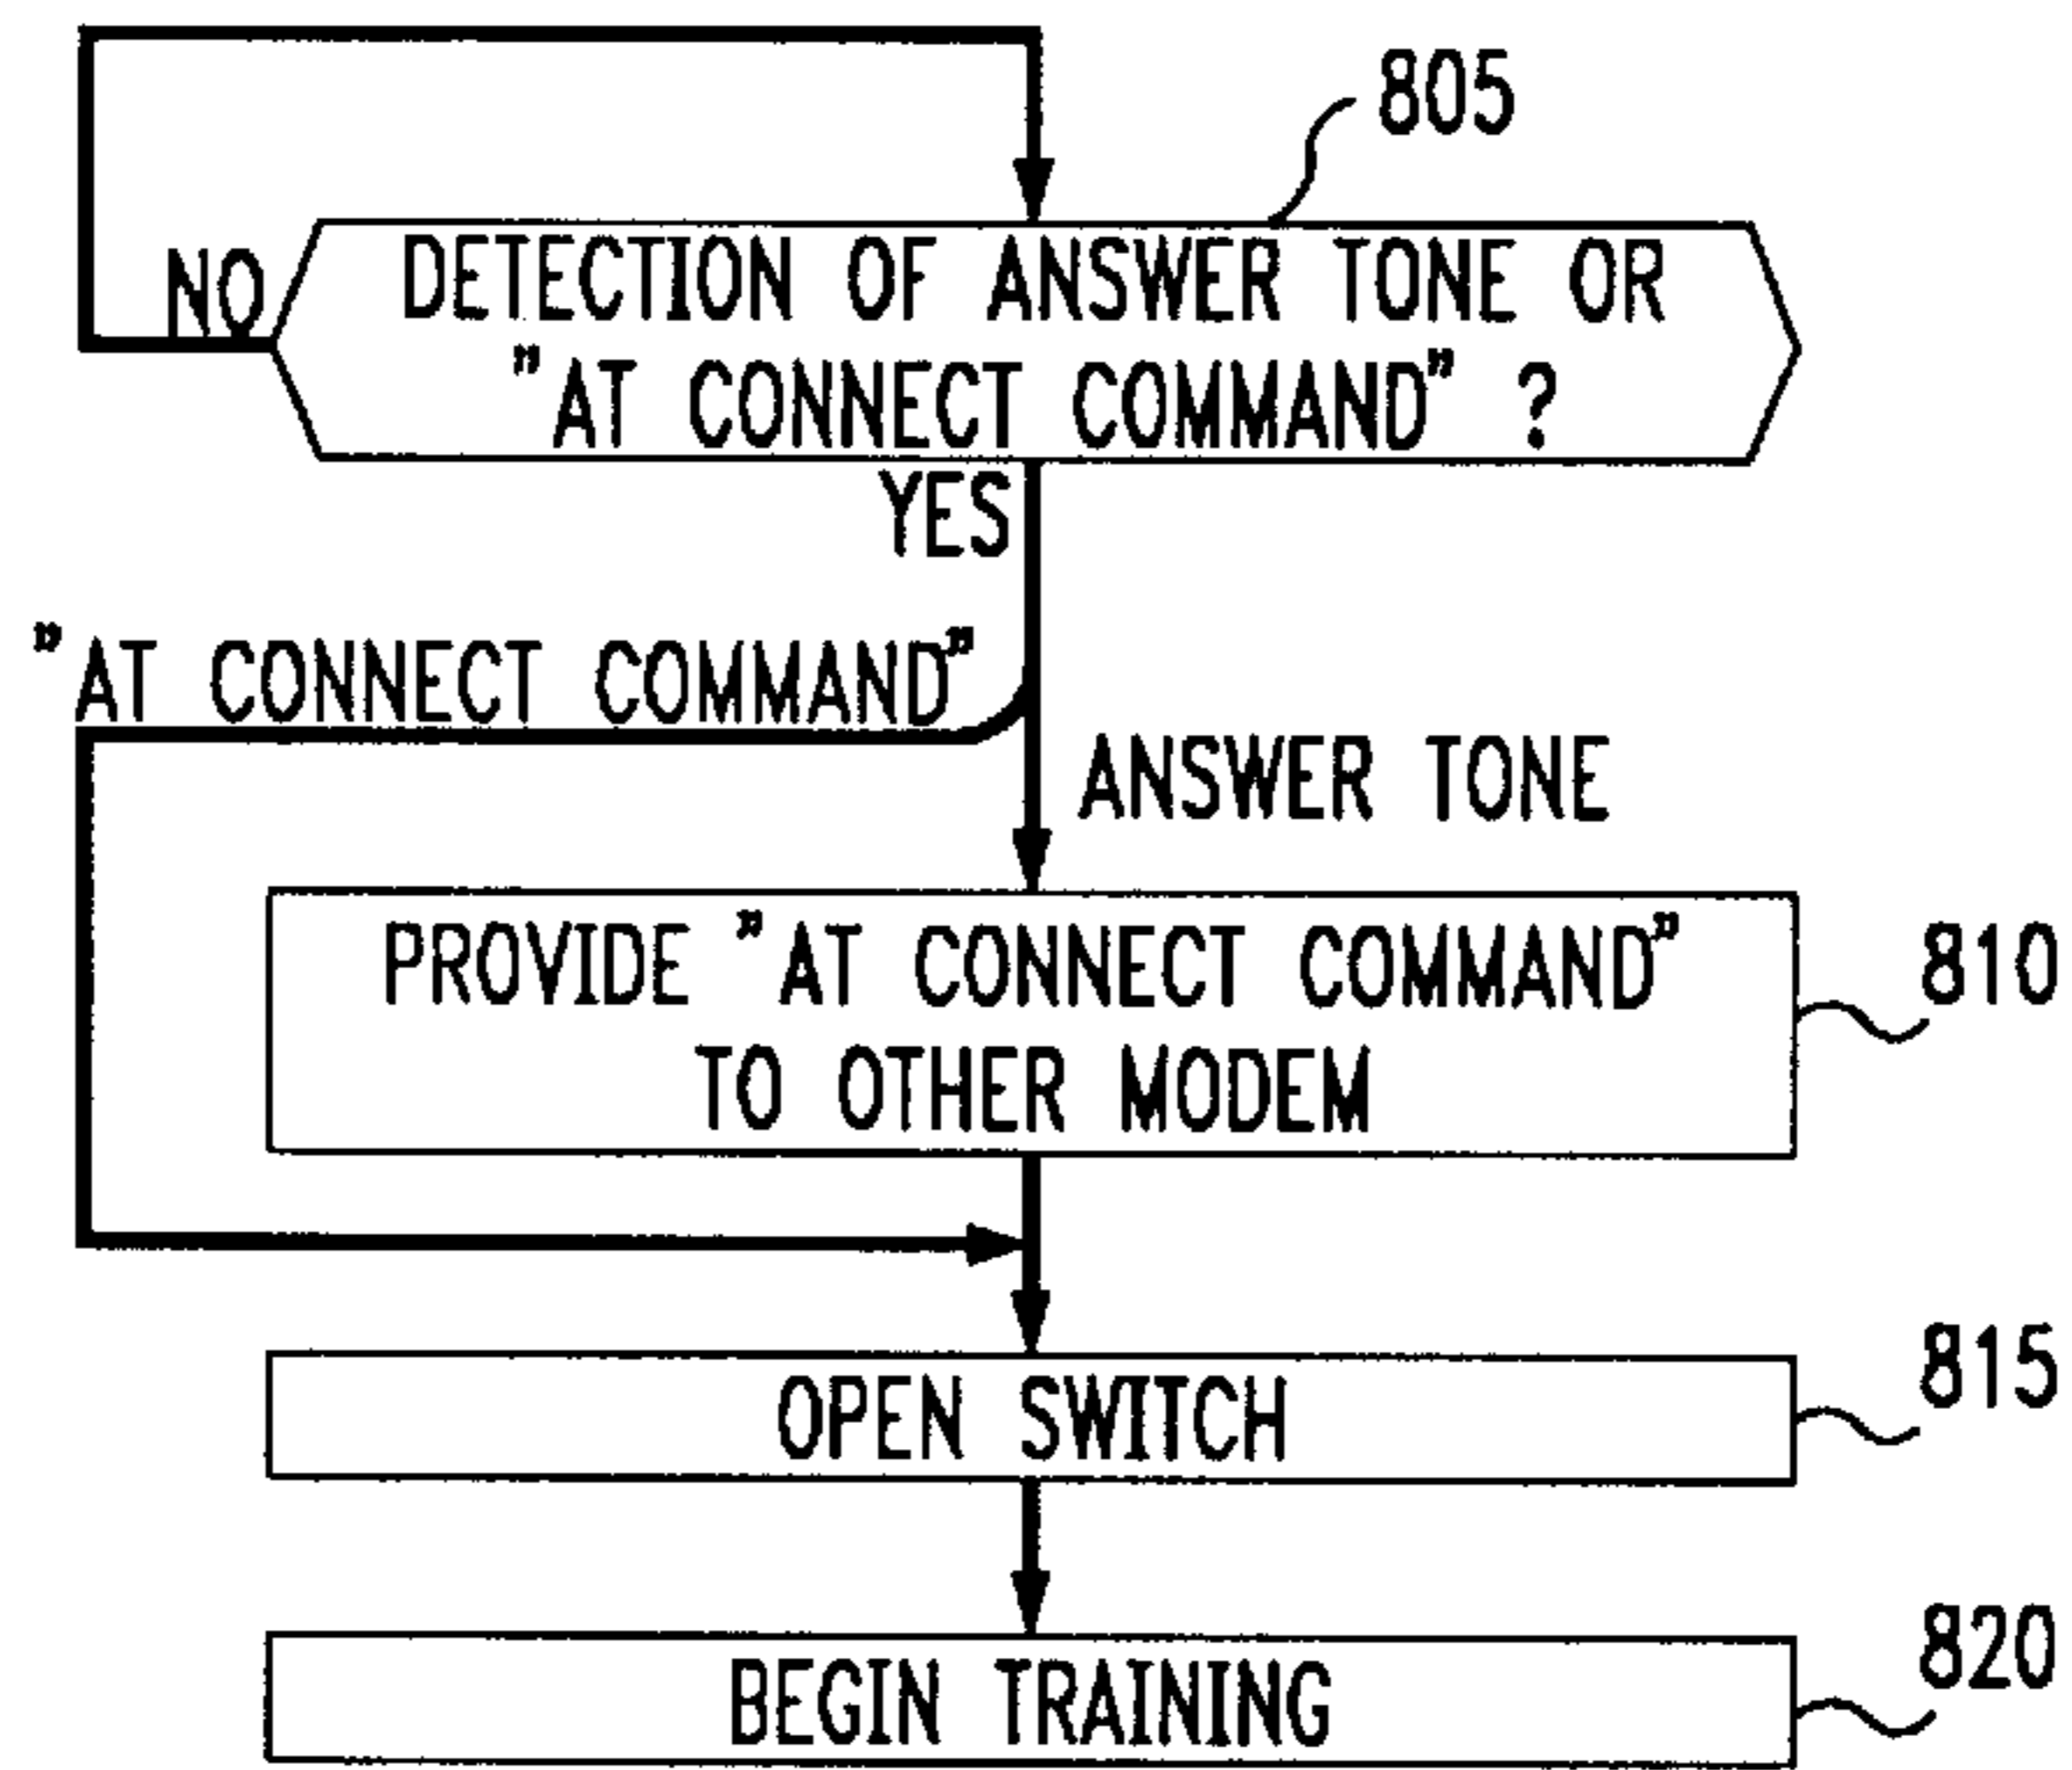 805
DETECTION OF ANSWER TONE OR
"AT CONNECT COMMAND" ?
NO
YES
"AT CONNECT COMMAND"
ANSWER TONE
PROVIDE "AT CONNECT COMMAND"
TO OTHER MODEM
810
OPEN SWITCH
815
BEGIN TRAINING
820